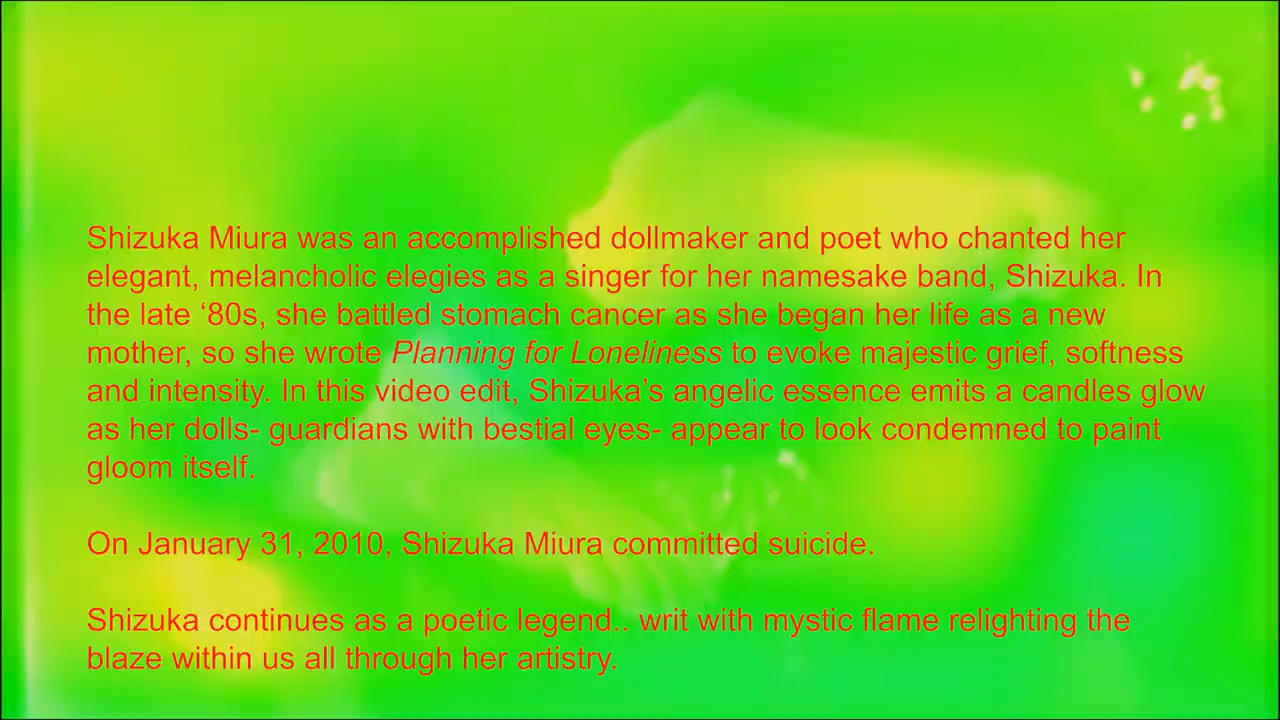 Shizuka Miura was an accomplished dollmaker and poet who chanted her
elegant, melancholic elegies as a singer for her namesake band, Shizuka. In
the late ‘80s, she battled stomach cancer as she began her life as a new
mother, so she wrote Planning for Loneliness to evoke majestic grief, softness
and intensity. In this video edit, Shizuka’s angelic essence emits a candles glow
as her dolls- guardians with bestial eyes- appear to look condemned to paint
gloom itself.
On January 31, 2010, Shizuka Miura committed suicide.
Shizuka continues as a poetic legend.. writ with mystic flame relighting the
blaze within us all through her artistry.